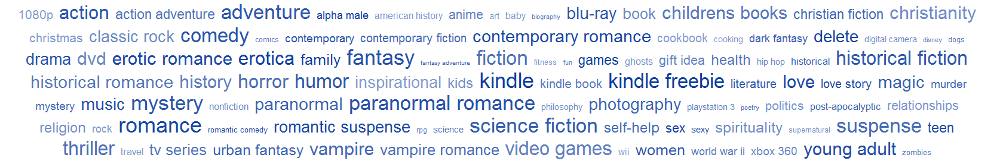 1080p action action adventure adventure alpha male american history anime art baby biography blu-ray book childrens books christian fiction christianity
christmas classic rock comedy comics contemporary contemporary fiction contemporary romance cookbook cooking dark fantasy delete digital camera disney dogs
drama dvd erotic romance erotica family fantasy fantasy adventure fiction fitness fun games ghosts gift idea health hip hop historical historical fiction
historical romance history horror humor inspirational kids kindle kindle book kindle freebie literature love love story magic murder
mystery music mystery nonfiction paranormal paranormal romance philosophy photography playstation 3 poetry politics post-apocalyptic relationships
religion rock romance romantic comedy romantic suspense rpg science science fiction self-help sex sexy spirituality supernatural suspense teen
thriller travel tv series urban fantasy vampire vampire romance video games wii women world war ii xbox 360 young adult zombies